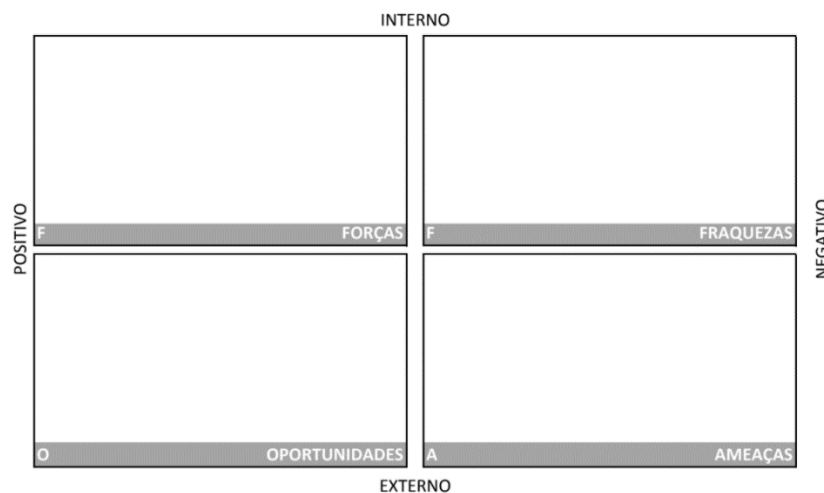 INTERNO
POSITIVO
F FORÇAS
F FRAQUEZAS
NEGATIVO
O OPORTUNIDADES
A AMEAÇAS
EXTERNO